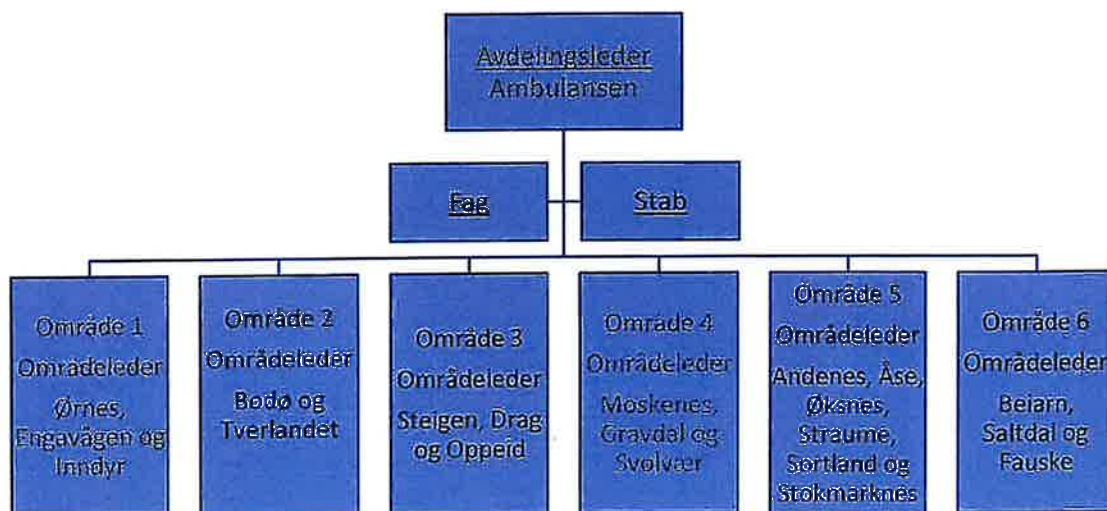 Avdelingsleder
Ambulansen
Fag
Stab
Område 1
Områdeleder
Ørnes,
Engavågen og
Inndyr
Område 2
Områdeleder
Bodø og
Tverlandet
Område 3
Områdeleder
Steigen, Drag
og Oppeid
Område 4
Områdeleder
Moskenes,
Gravdal og
Svolvær
Område 5
Områdeleder
Andenes, Åse,
Øksnes,
Straume,
Sortland og
Stokmarknes
Område 6
Områdeleder
Beiarn,
Saltdal og
Fauske